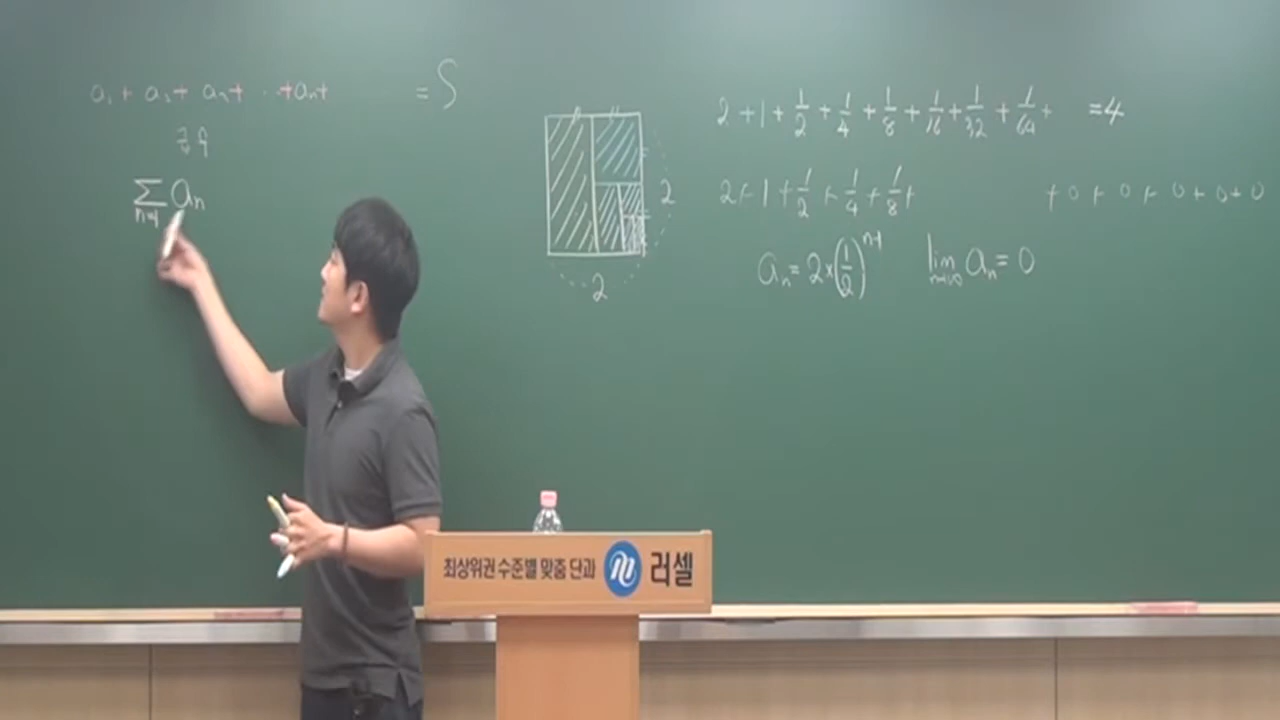 a₁ + a₂ + a₃ + ⋯ + aₙ + = S
급수
∑ aₙ
n=1
2
2
2 + 1 + 1/2 + 1/4 + 1/8 + 1/16 + 1/32 + 1/64 + = 4
2 + 1 + 1/2 + 1/4 + 1/8 + + 0 + 0 + 0 + 0 + 0
aₙ = 2 × (1/2)ⁿ⁻¹ lim n→∞ aₙ = 0
최상위권 수준별 맞춤 단과 러셀